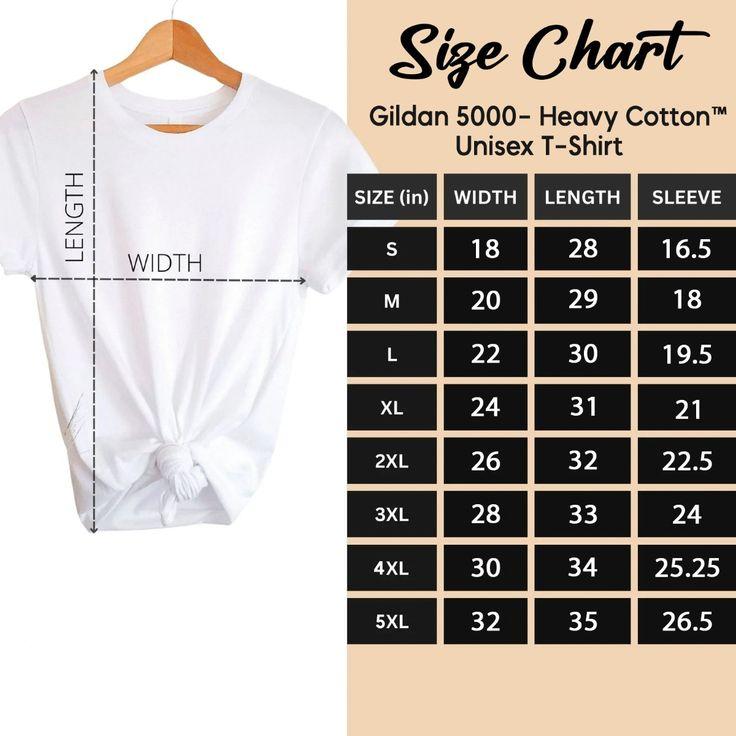 Size Chart
Gildan 5000- Heavy Cotton™
Unisex T-Shirt
LENGTH
WIDTH
SIZE (in) WIDTH LENGTH SLEEVE
S 18 28 16.5
M 20 29 18
L 22 30 19.5
XL 24 31 21
2XL 26 32 22.5
3XL 28 33 24
4XL 30 34 25.25
5XL 32 35 26.5